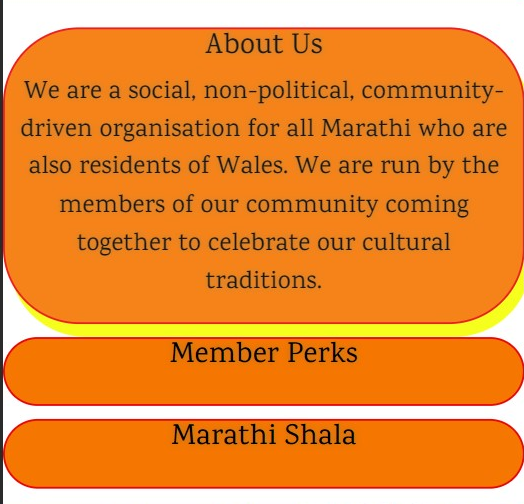 About Us
We are a social, non-political, community-
driven organisation for all Marathi who are
also residents of Wales. We are run by the
members of our community coming
together to celebrate our cultural
traditions.
Member Perks
Marathi Shala